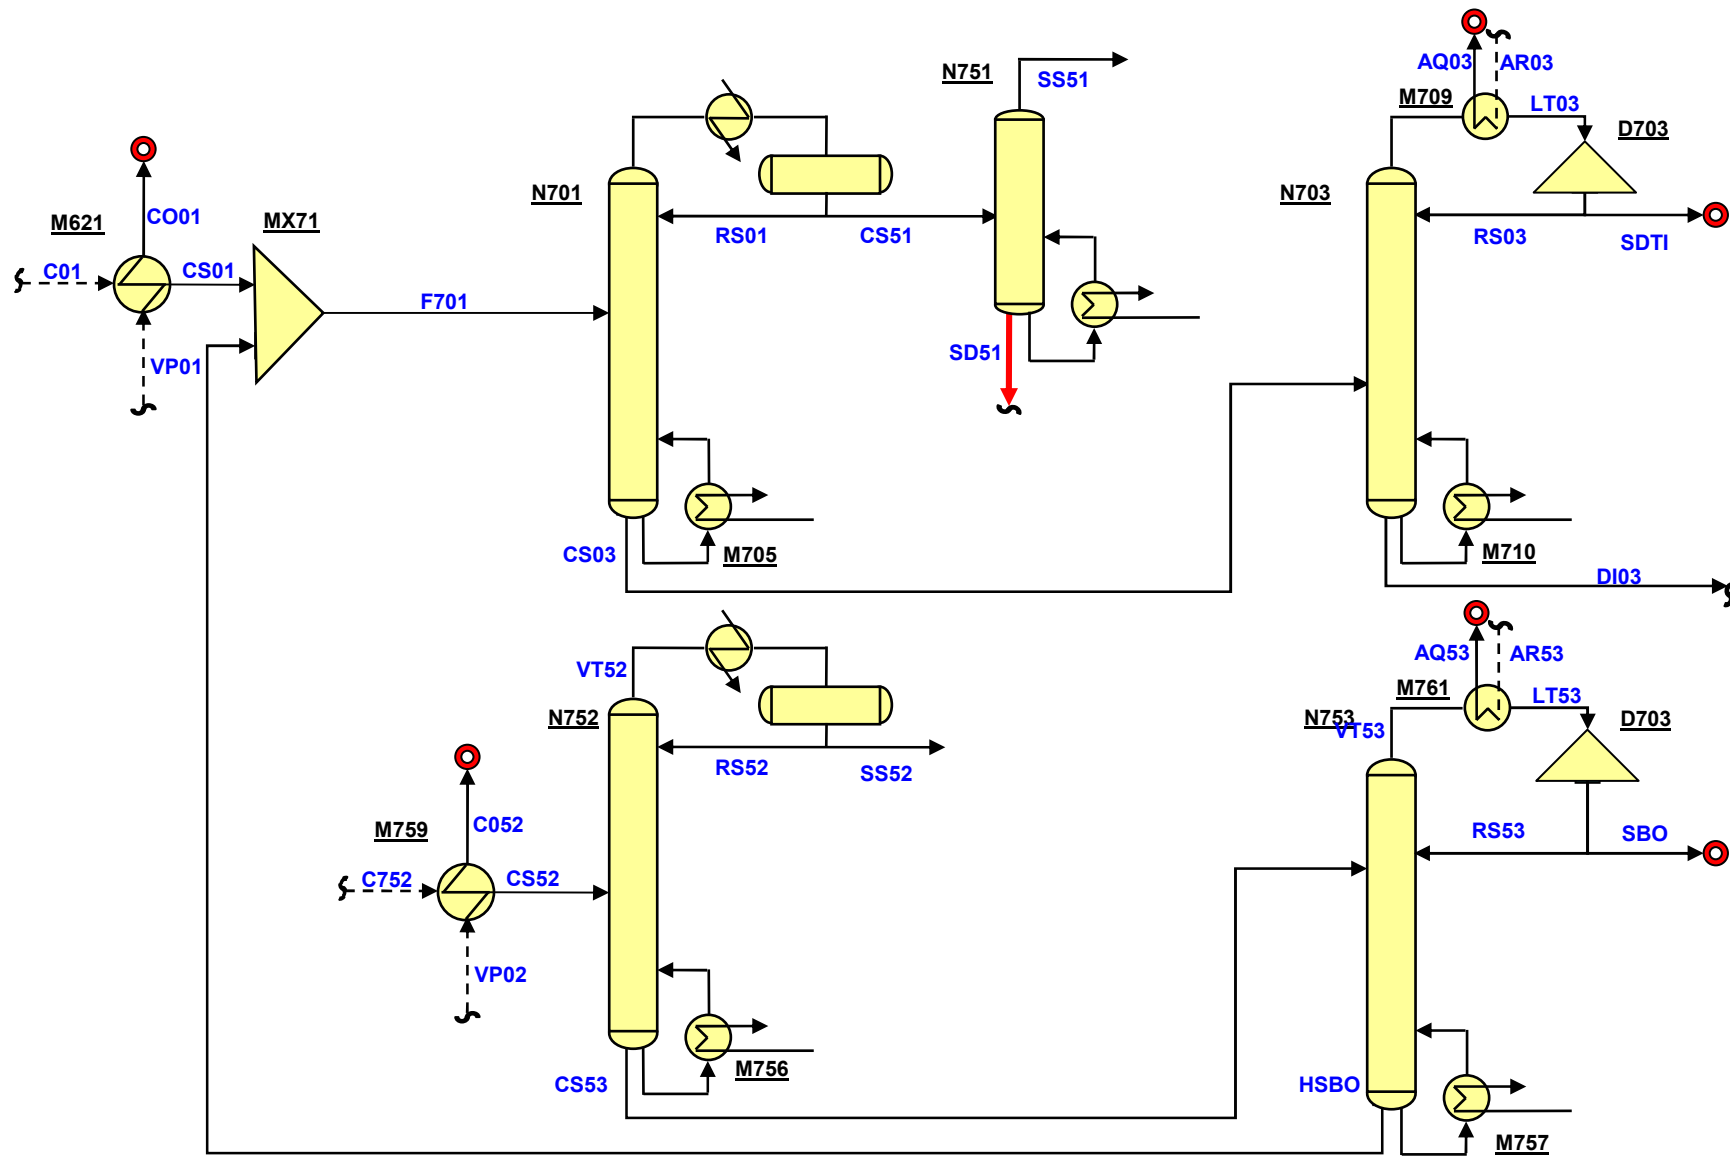 N751
SS51
AQ03
AR03
M709
LT03
D703
N701
N703
M621
CO01
MX71
RS01
CS51
RS03
SDTI
C01
CS01
F701
VP01
SD51
CS03
M705
M710
DI03
VT52
N752
AQ53
AR53
M761
LT53
N753
VT53
D703
RS52
SS52
M759
C052
RS53
SBO
C752
CS52
VP02
M756
CS53
HSBO
M757